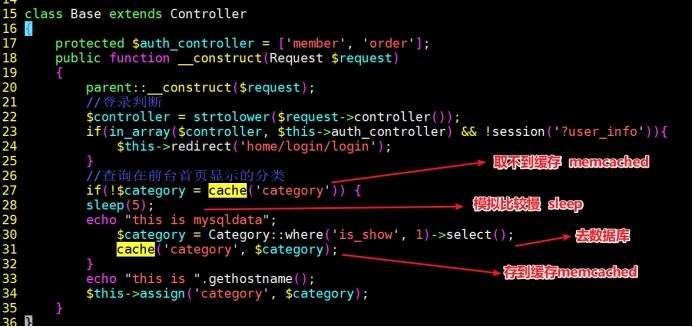 15 class Base extends Controller
16 {
17     protected $auth_controller = ['member', 'order'];
18     public function __construct(Request $request)
19     {
20         parent::__construct($request);
21         //登录判断
22         $controller = strtolower($request->controller());
23         if(in_array($controller, $this->auth_controller) && !session('?user_info')){
24             $this->redirect('home/login/login');
25         }
取不到缓存 memcached
26         //查询在前台首页显示的分类
27         if(!$category = cache('category')) {
28         sleep(5);
模拟比较慢 sleep
29         echo "this is mysqldata";
30             $category = Category::where('is_show', 1)->select();
去数据库
31             cache('category', $category);
32         }
存到缓存memcached
33         echo "this is ".gethostname();
34         $this->assign('category', $category);
35     }
36 }